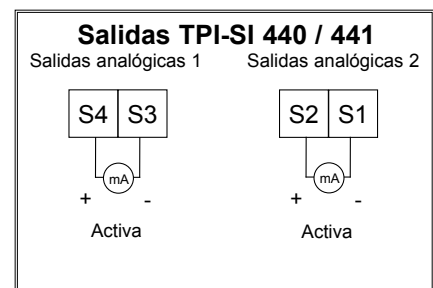 Salidas TPI-SI 440 / 441
Salidas analógicas 1 Salidas analógicas 2
S4 S3 S2 S1
mA mA
+ - + -
Activa Activa